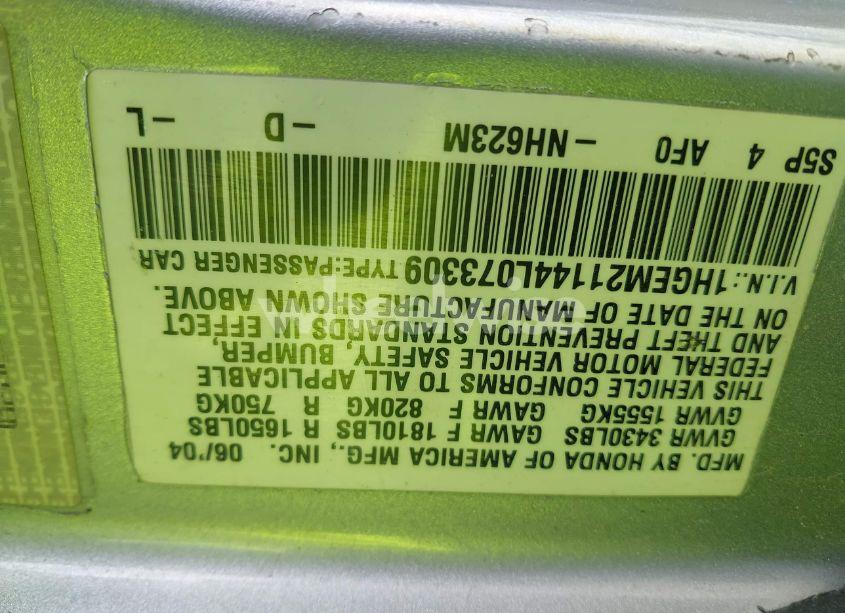 MFD. BY HONDA OF AMERICA MFG., INC. 06/'04
GVWR 3430LBS GAWR F 1810LBS R 1650LBS
GVWR 1555KG GAWR F 820KG R 750KG
THIS VEHICLE CONFORMS TO ALL APPLICABLE
FEDERAL MOTOR VEHICLE SAFETY, BUMPER,
AND THEFT PREVENTION STANDARDS IN EFFECT
ON THE DATE OF MANUFACTURE SHOWN ABOVE.
V.I.N.: 1HGEM21144L073309 TYPE:PASSENGER CAR
S5P 4 AF0 -NH623M -D -L